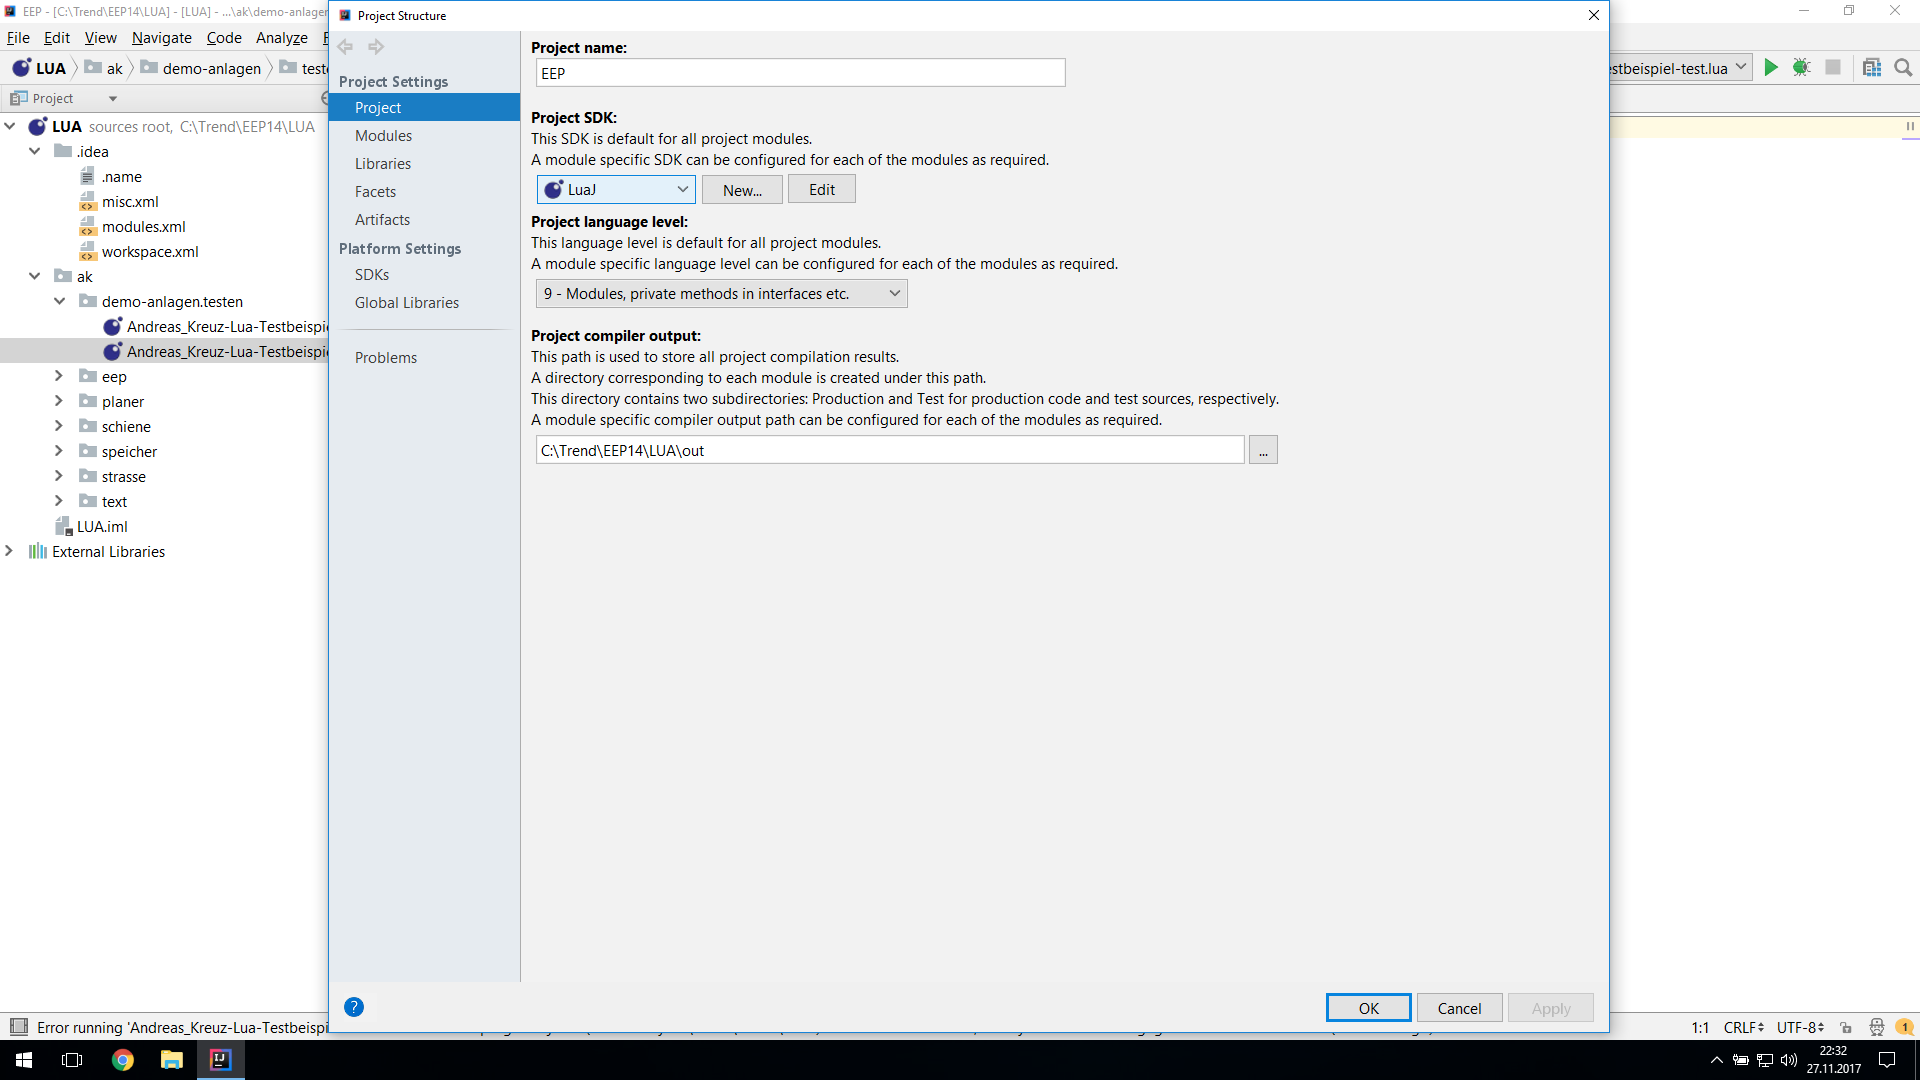 EEP - [C:\Trend\EEP14\LUA] - [LUA] - ...\ak\demo-anlagen
File Edit View Navigate Code Analyze
LUA ak demo-anlagen
Project
LUA sources root, C:\Trend\EEP14\LUA
.idea
.name
misc.xml
modules.xml
workspace.xml
ak
demo-anlagen.testen
Andreas_Kreuz-Lua-Testbeispi
Andreas_Kreuz-Lua-Testbeispi
eep
planer
schiene
speicher
strasse
text
LUA.iml
External Libraries
Project Structure
Project Settings
Project
Modules
Libraries
Facets
Artifacts
Platform Settings
SDKs
Global Libraries
Problems
Project name:
EEP
Project SDK:
This SDK is default for all project modules.
A module specific SDK can be configured for each of the modules as required.
LuaJ New... Edit
Project language level:
This language level is default for all project modules.
A module specific language level can be configured for each of the modules as required.
9 - Modules, private methods in interfaces etc.
Project compiler output:
This path is used to store all project compilation results.
A directory corresponding to each module is created under this path.
This directory contains two subdirectories: Production and Test for production code and test sources, respectively.
A module specific compiler output path can be configured for each of the modules as required.
C:\Trend\EEP14\LUA\out ...
? OK Cancel Apply
stbeispiel-test.lua
Error running 'Andreas_Kreuz-Lua-Testbeispi
1:1 CRLF UTF-8 1
22:32
27.11.2017